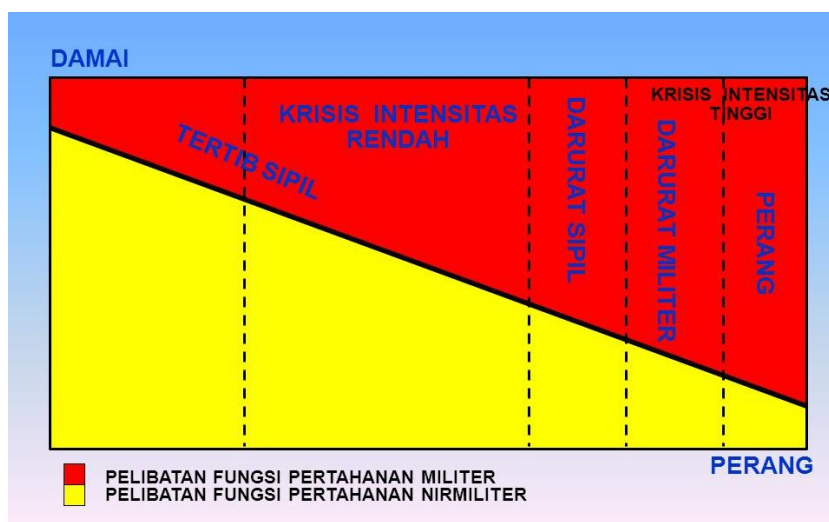 DAMAI
KRISIS INTENSITAS
TINGGI
KRISIS INTENSITAS
RENDAH
TERTIB SIPIL
DARURAT SIPIL
DARURAT MILITER
PERANG
PERANG
PELIBATAN FUNGSI PERTAHANAN MILITER
PELIBATAN FUNGSI PERTAHANAN NIRMILITER